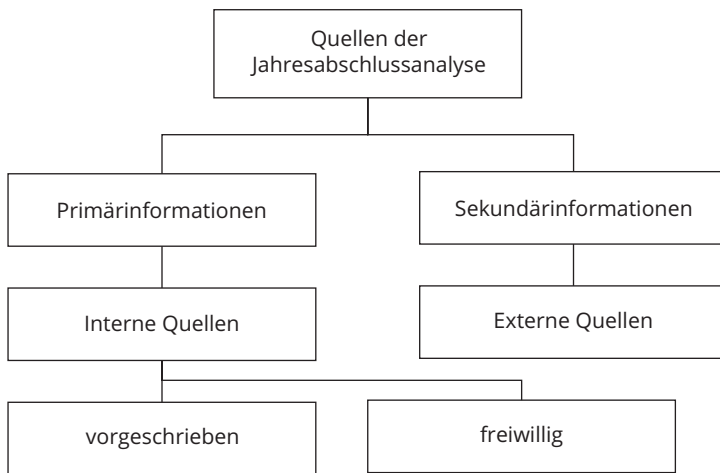 Quellen der
Jahresabschlussanalyse
Primärinformationen
Sekundärinformationen
Interne Quellen
Externe Quellen
vorgeschrieben
freiwillig